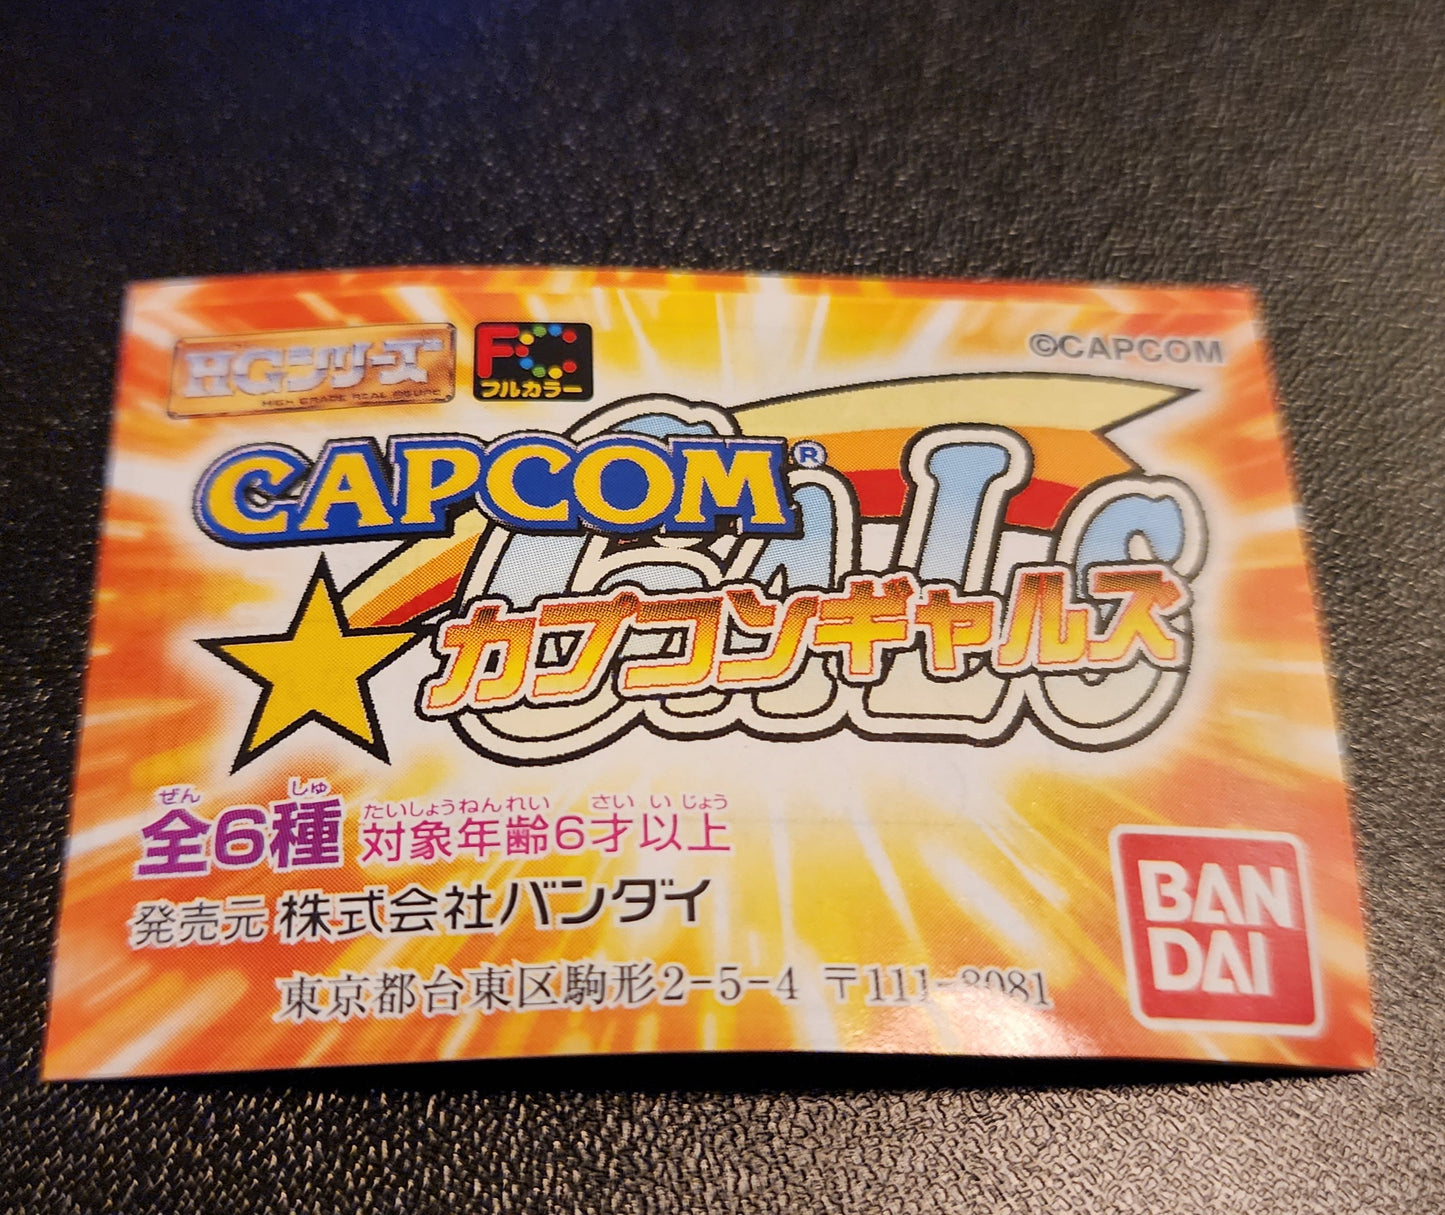 HGシリーズ
HIGH GRADE REAL FIGURE
FC
フルカラー
©CAPCOM
CAPCOM®
GALS
カプコンギャルズ
ぜん しゅ
全6種
たいしょうねんれい さい い じょう
対象年齢6才以上
発売元 株式会社バンダイ
東京都台東区駒形2-5-4 〒111-8081
BAN
DAI